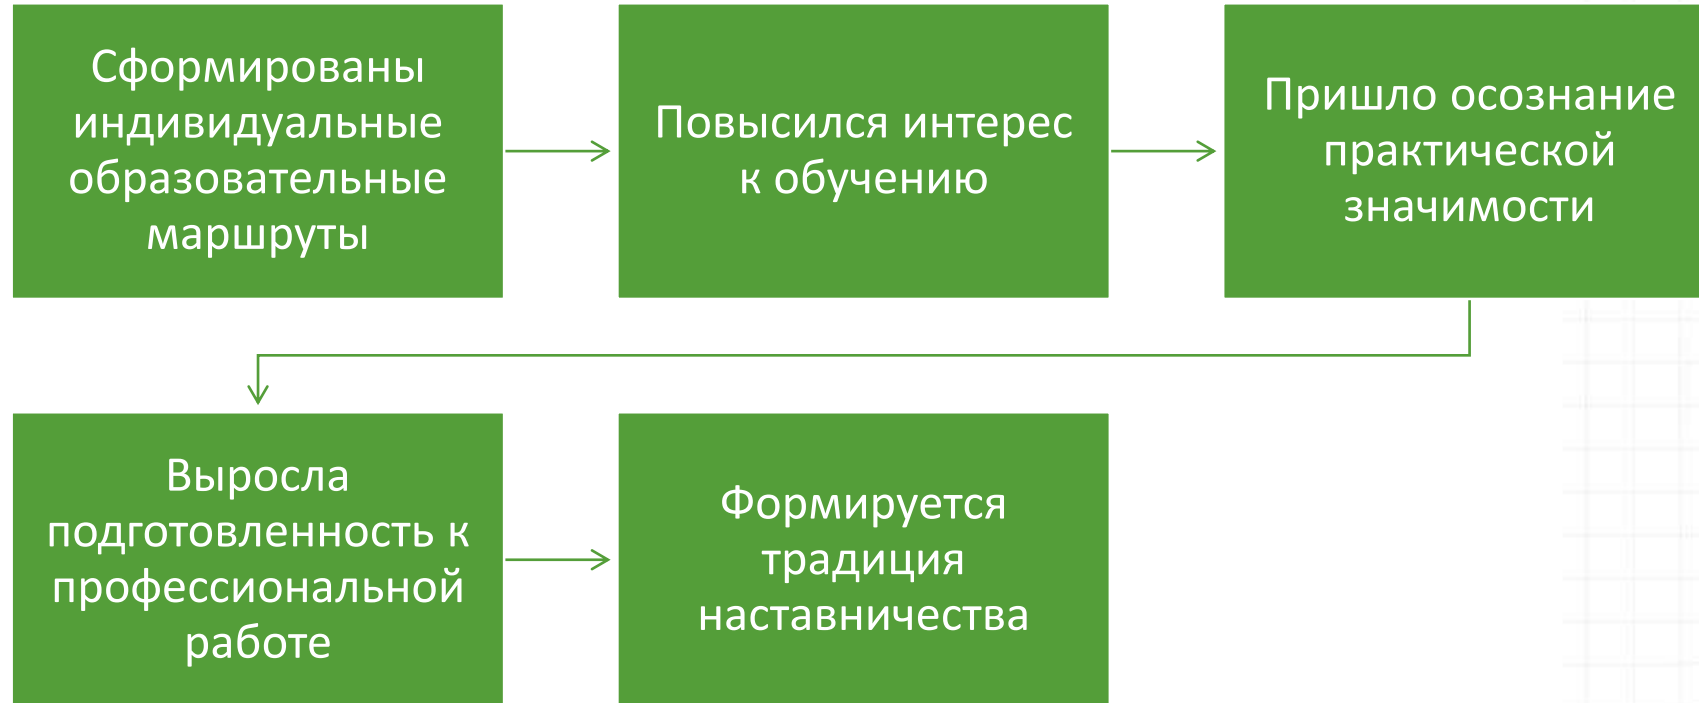 Сформированы
индивидуальные
образовательные
маршруты
Повысился интерес
к обучению
Пришло осознание
практической
значимости
Выросла
подготовленность к
профессиональной
работе
Формируется
традиция
наставничества